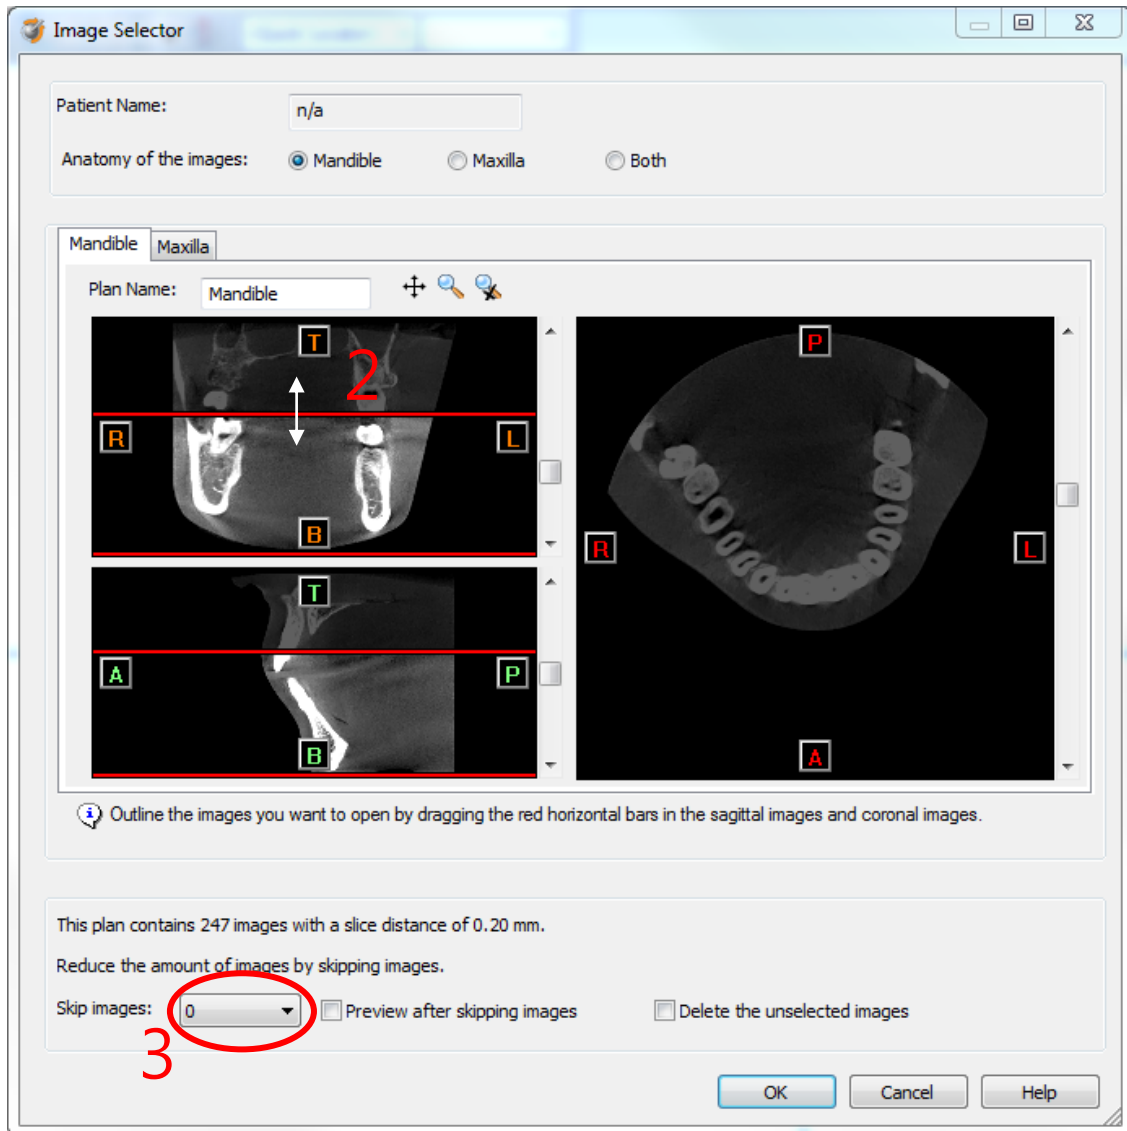 Image Selector
Patient Name: n/a
Anatomy of the images: Mandible Maxilla Both
Mandible Maxilla
Plan Name: Mandible
T
2
R L
B
T
A P
B
P
R L
A
Outline the images you want to open by dragging the red horizontal bars in the sagittal images and coronal images.
This plan contains 247 images with a slice distance of 0.20 mm.
Reduce the amount of images by skipping images.
Skip images: 0 Preview after skipping images Delete the unselected images
3
OK Cancel Help